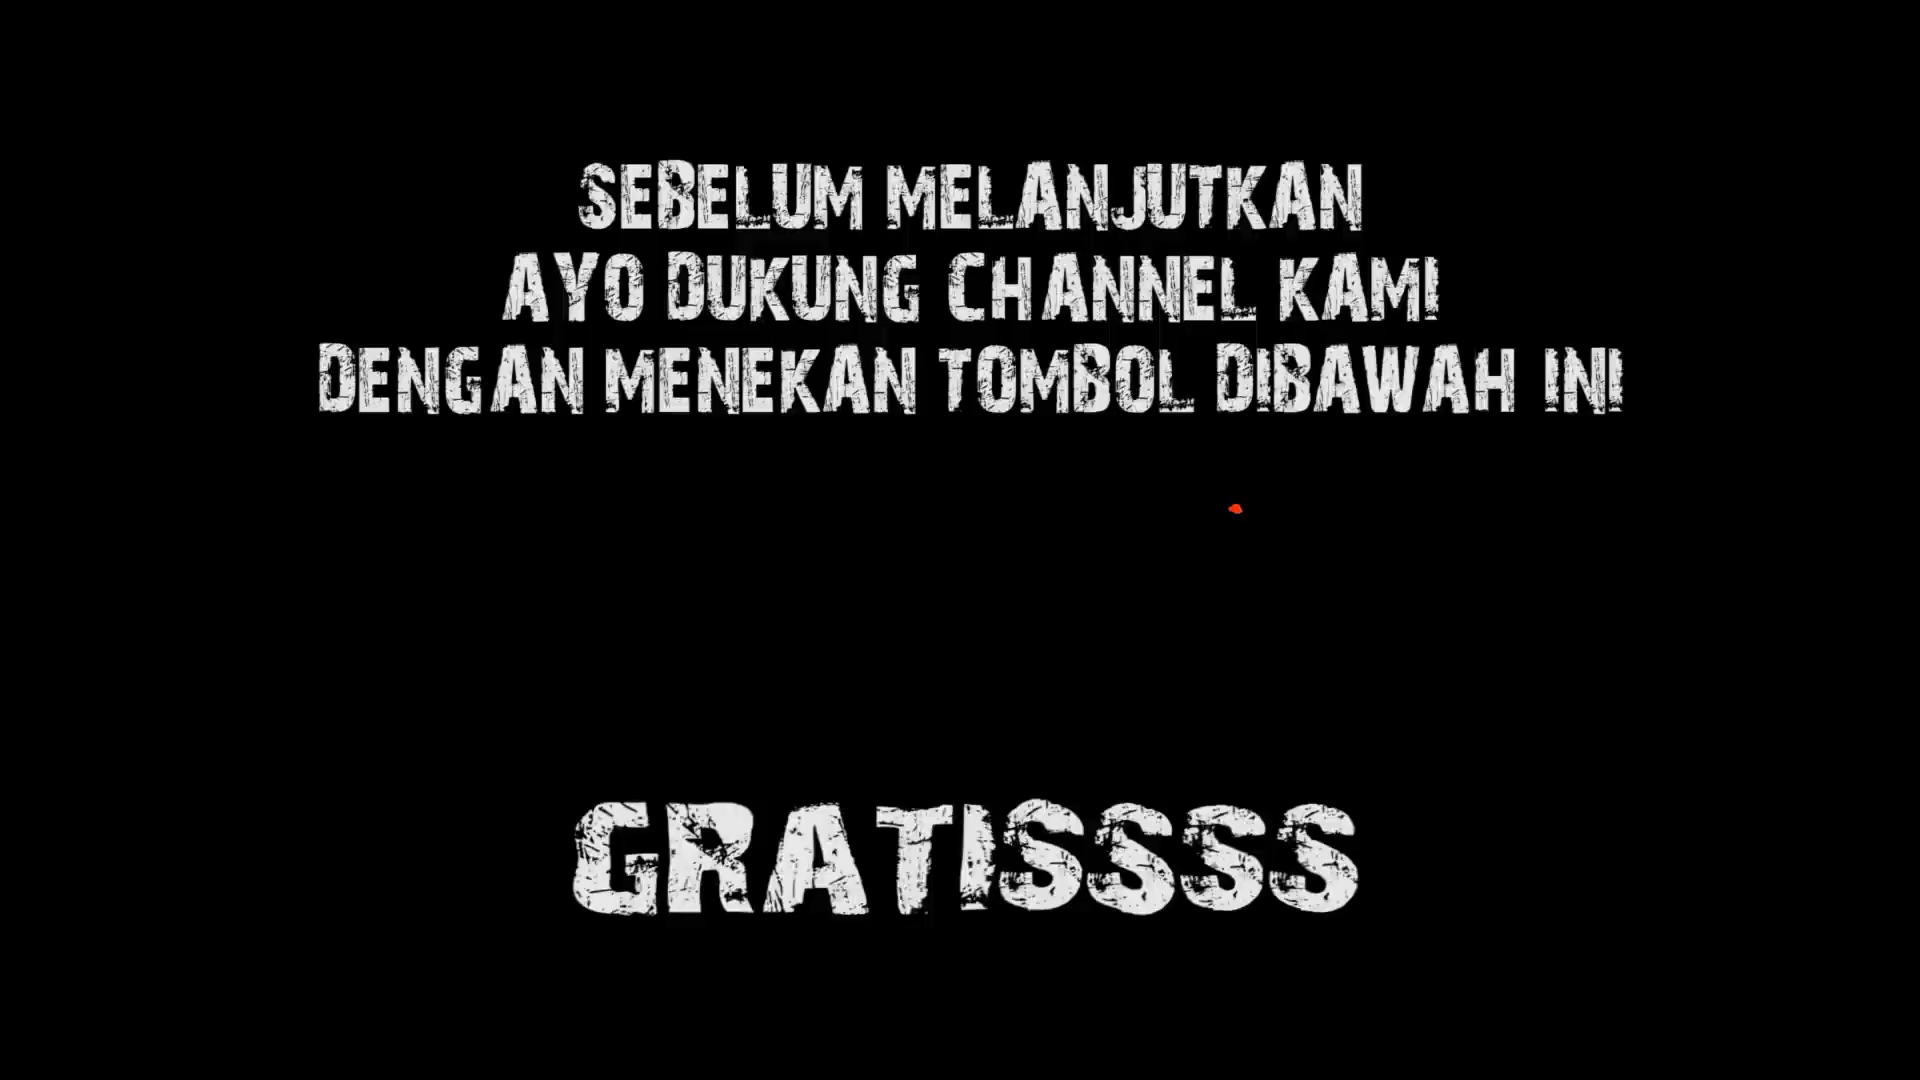 SEBELUM MELANJUTKAN
AYO DUKUNG CHANNEL KAMI
DENGAN MENEKAN TOMBOL DIBAWAH INI
GRATISSSS